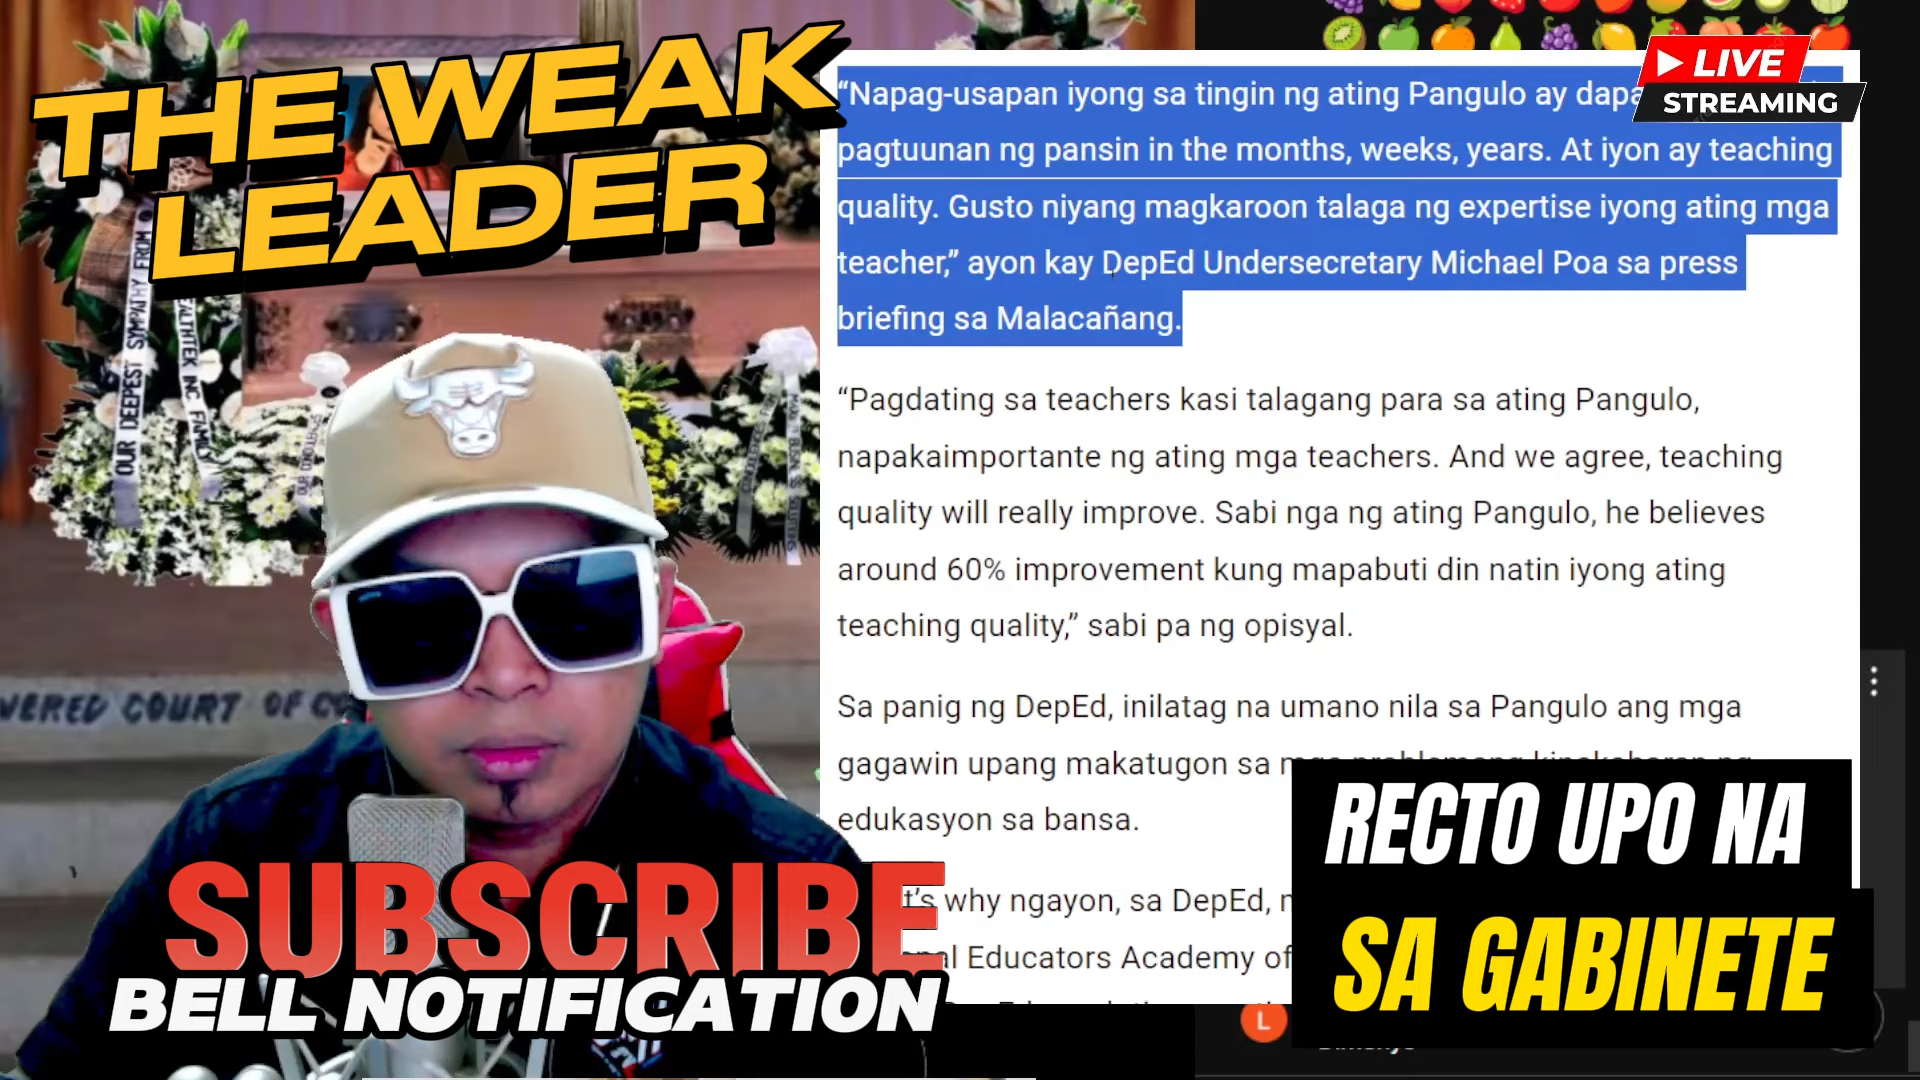 THE WEAK
LEADER
LIVE
STREAMING
“Napag-usapan iyong sa tingin ng ating Pangulo ay
pagtuunan ng pansin in the months, weeks, years. At iyon ay teaching
quality. Gusto niyang magkaroon talaga ng expertise iyong ating mga
teacher,” ayon kay DepEd Undersecretary Michael Poa sa press
briefing sa Malacañang.
“Pagdating sa teachers kasi talagang para sa ating Pangulo,
napakaimportante ng ating mga teachers. And we agree, teaching
quality will really improve. Sabi nga ng ating Pangulo, he believes
around 60% improvement kung mapabuti din natin iyong ating
teaching quality,” sabi pa ng opisyal.
Sa panig ng DepEd, inilatag na umano nila sa Pangulo ang mga
gagawin upang makatugon sa
edukasyon sa bansa.
why ngayon, sa DepEd,
Educators Academy of
OUR DEEPEST SYMPATHY FROM
INC FAMILY
COURT OF
SUBSCRIBE
BELL NOTIFICATION
RECTO UPO NA
SA GABINETE
L